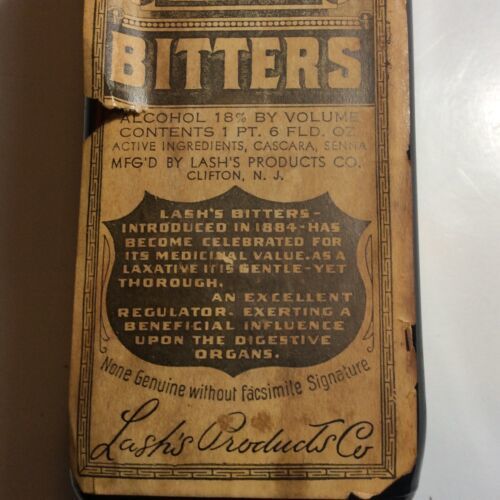 BITTERS
ALCOHOL 18% BY VOLUME
CONTENTS 1 PT. 6 FLD. OZ.
ACTIVE INGREDIENTS, CASCARA, SENNA
MFG'D BY LASH'S PRODUCTS CO.
CLIFTON, N. J.
LASH'S BITTERS-
INTRODUCED IN 1884-HAS
BECOME CELEBRATED FOR
ITS MEDICINAL VALUE. AS A
LAXATIVE IT IS GENTLE-YET
THOROUGH.
AN EXCELLENT
REGULATOR. EXERTING A
BENEFICIAL INFLUENCE
UPON THE DIGESTIVE
ORGANS.
None Genuine without facsimile Signature
Lash's Products Co